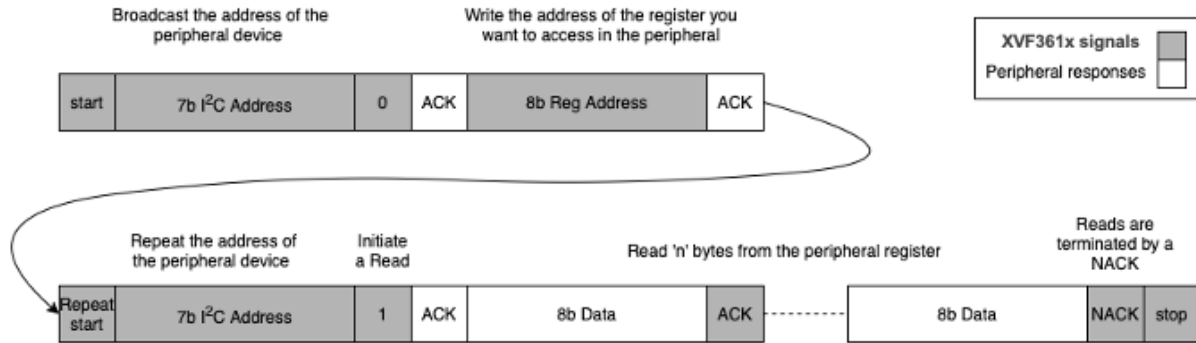 Broadcast the address of the
peripheral device
Write the address of the register you
want to access in the peripheral
XVF361x signals
Peripheral responses
start
7b I²C Address
0
ACK
8b Reg Address
ACK
Repeat the address of
the peripheral device
Initiate
a Read
Read 'n' bytes from the peripheral register
Reads are
terminated by a
NACK
Repeat
start
7b I²C Address
1
ACK
8b Data
ACK
8b Data
NACK
stop